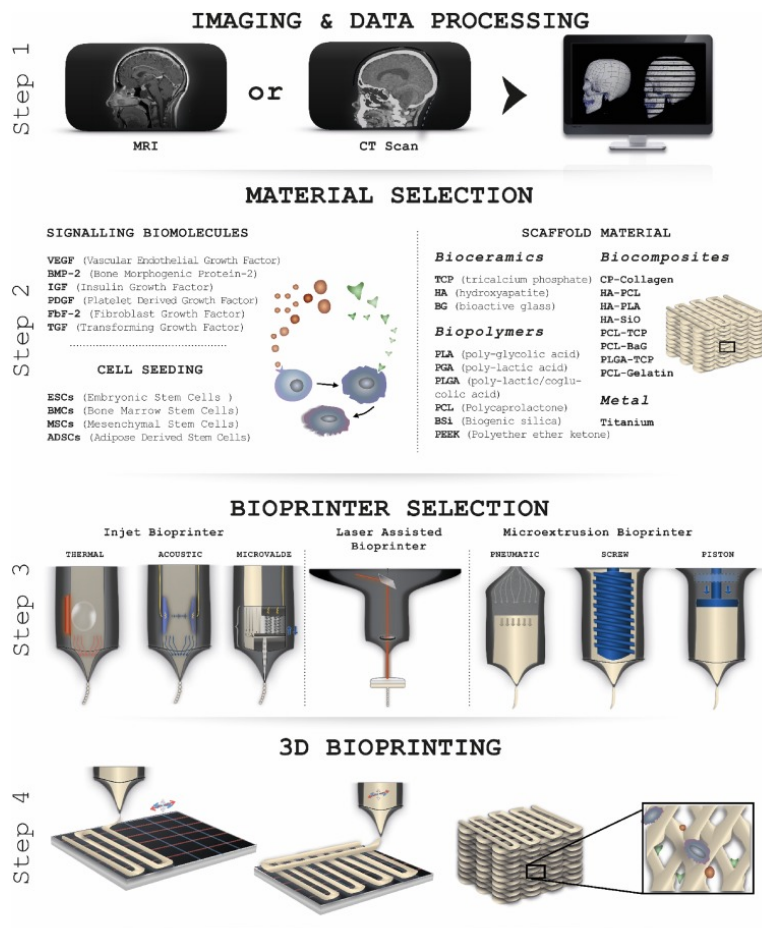 IMAGING & DATA PROCESSING
Step 1
or
MRI
CT Scan
MATERIAL SELECTION
Step 2
SIGNALLING BIOMOLECULES
VEGF (Vascular Endothelial Growth Factor)
BMP-2 (Bone Morphogenic Protein-2)
IGF (Insulin Growth Factor)
PDGF (Platelet Derived Growth Factor)
FbF-2 (Fibroblast Growth Factor)
TGF (Transforming Growth Factor)
CELL SEEDING
ESCs (Embryonic Stem Cells )
BMCs (Bone Marrow Stem Cells)
MSCs (Mesenchymal Stem Cells)
ADSCs (Adipose Derived Stem Cells)
SCAFFOLD MATERIAL
Bioceramics
TCP (tricalcium phosphate)
HA (hydroxyapatite)
BG (bioactive glass)
Biopolymers
PLA (poly-glycolic acid)
PGA (poly-lactic acid)
PLGA (poly-lactic/coglu-
colic acid)
PCL (Polycaprolactone)
BSi (Biogenic silica)
PEEK (Polyether ether ketone)
Biocomposites
CP-Collagen
HA-PCL
HA-PLA
HA-SiO
PCL-TCP
PCL-BaG
PLGA-TCP
PCL-Gelatin
Metal
Titanium
BIOPRINTER SELECTION
Step 3
Injet Bioprinter
THERMAL
ACOUSTIC
MICROVALDE
Laser Assisted
Bioprinter
Microextrusion Bioprinter
PNEUMATIC
SCREW
PISTON
3D BIOPRINTING
Step 4